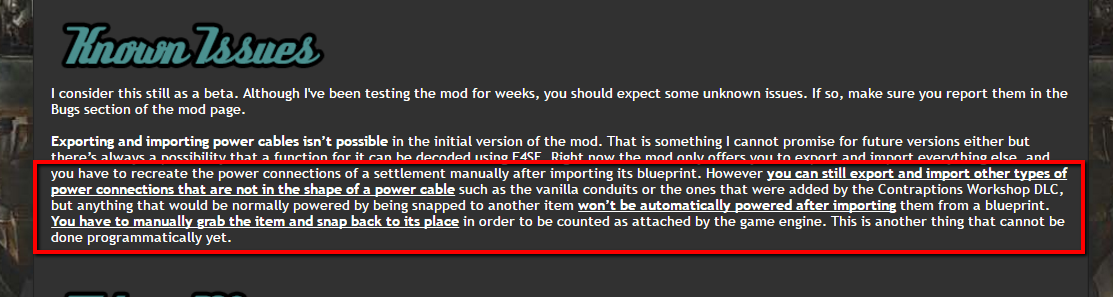 Known Issues
I consider this still as a beta. Although I've been testing the mod for weeks, you should expect some unknown issues. If so, make sure you report them in the
Bugs section of the mod page.
Exporting and importing power cables isn’t possible in the initial version of the mod. That is something I cannot promise for future versions either but
there’s always a possibility that a function for it can be decoded using F4SE. Right now the mod only offers you to export and import everything else, and
you have to recreate the power connections of a settlement manually after importing its blueprint. However you can still export and import other types of
power connections that are not in the shape of a power cable such as the vanilla conduits or the ones that were added by the Contraptions Workshop DLC,
but anything that would be normally powered by being snapped to another item won’t be automatically powered after importing them from a blueprint.
You have to manually grab the item and snap back to its place in order to be counted as attached by the game engine. This is another thing that cannot be
done programmatically yet.